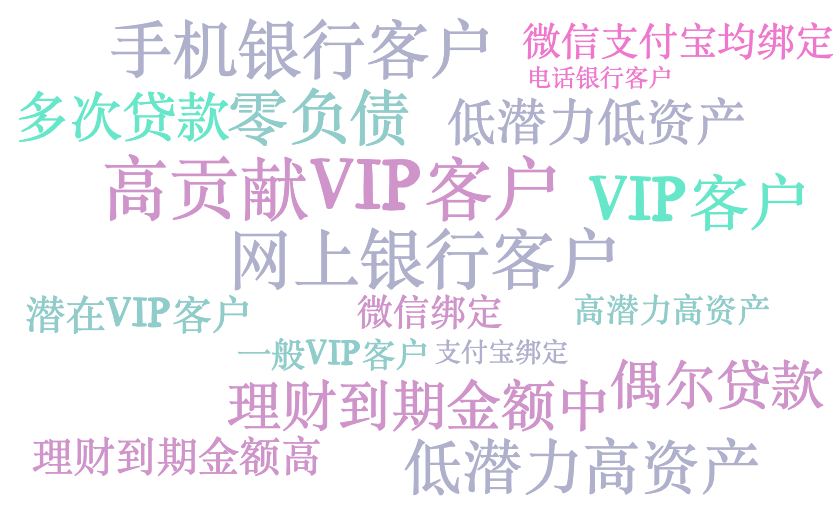 手机银行客户
微信支付宝均绑定
电话银行客户
多次贷款
零负债
低潜力低资产
高贡献VIP客户
VIP客户
网上银行客户
潜在VIP客户
微信绑定
高潜力高资产
一般VIP客户
支付宝绑定
偶尔贷款
理财到期金额中
理财到期金额高
低潜力高资产